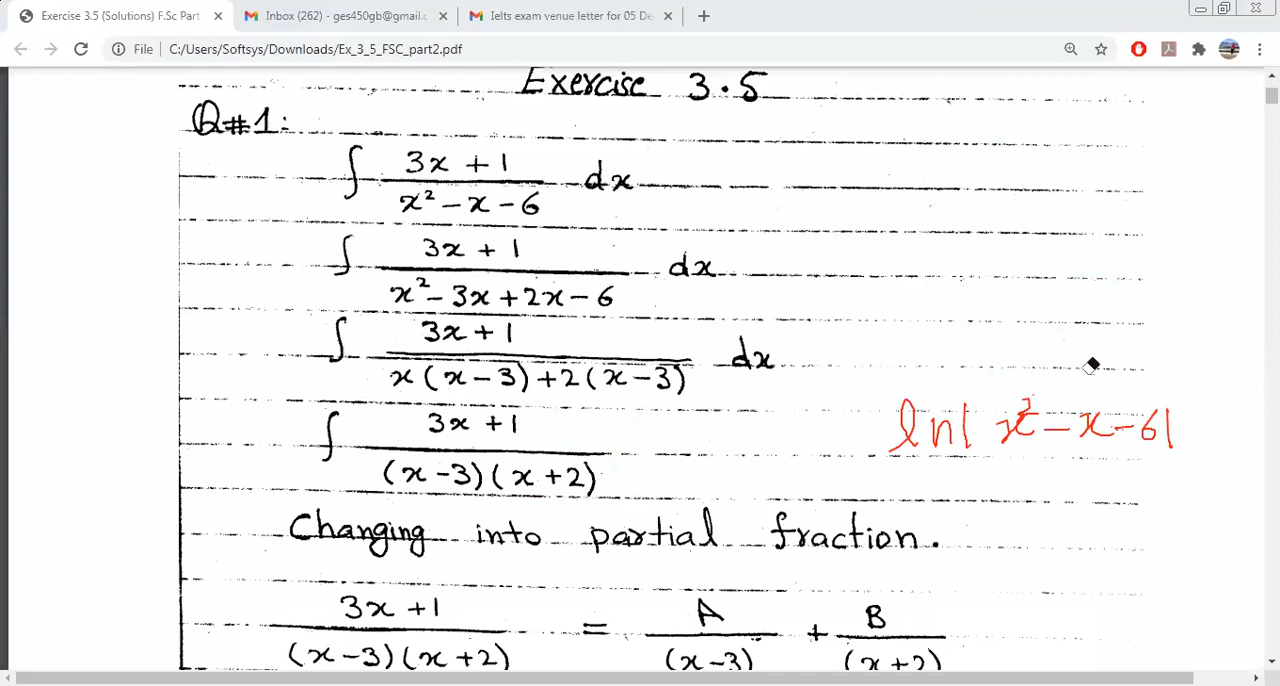 Exercise 3.5 (Solutions) F.Sc Part
Inbox (262) - ges450gb@gmail.c
Ielts exam venue letter for 05 De
File C:/Users/Softsys/Downloads/Ex_3_5_FSC_part2.pdf
Exercise 3.5
Q#1:
∫ (3x + 1)/(x² - x - 6) dx
∫ (3x + 1)/(x² - 3x + 2x - 6) dx
∫ (3x + 1)/(x(x - 3) + 2(x - 3)) dx
∫ (3x + 1)/((x - 3)(x + 2))
ln|x² - x - 6|
Changing into partial fraction.
(3x + 1)/((x - 3)(x + 2)) = A/(x - 3) + B/(x + 2)